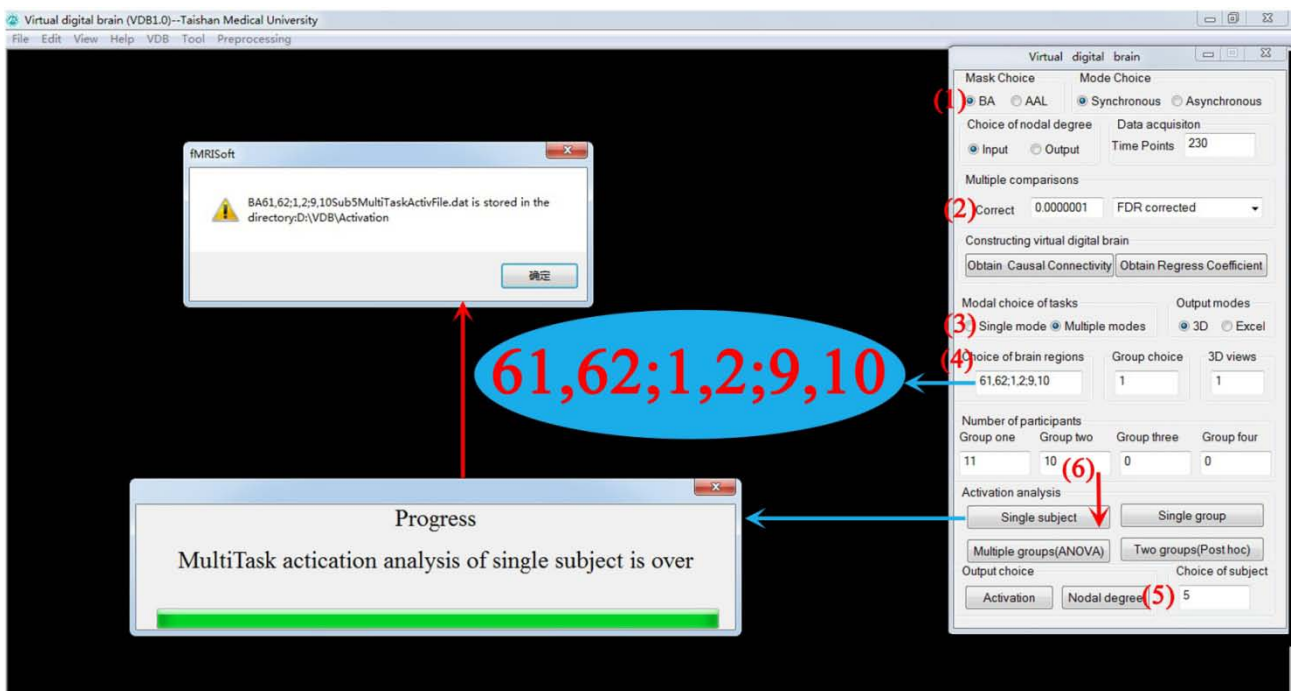 Virtual digital brain (VDB1.0)--Taishan Medical University
File Edit View Help VDB Tool Preprocessing
fMRISoft
BA61,62;1,2;9,10Sub5MultiTaskActivFile.dat is stored in the
directory:D:\VDB\Activation
确定
61,62;1,2;9,10
Progress
MultiTask actication analysis of single subject is over
Virtual digital brain
Mask Choice Mode Choice
(1) BA AAL Synchronous Asynchronous
Choice of nodal degree Data acquisiton
Input Output Time Points 230
Multiple comparisons
(2) Correct 0.0000001 FDR corrected
Constructing virtual digital brain
Obtain Causal Connectivity Obtain Regress Coefficient
Modal choice of tasks Output modes
(3) Single mode Multiple modes 3D Excel
(4) Choice of brain regions Group choice 3D views
61,62;1,2;9,10 1 1
Number of participants
Group one Group two Group three Group four
11 10 0 0
(6)
Activation analysis
Single subject Single group
Multiple groups(ANOVA) Two groups(Post hoc)
Output choice Choice of subject
Activation Nodal degree (5) 5